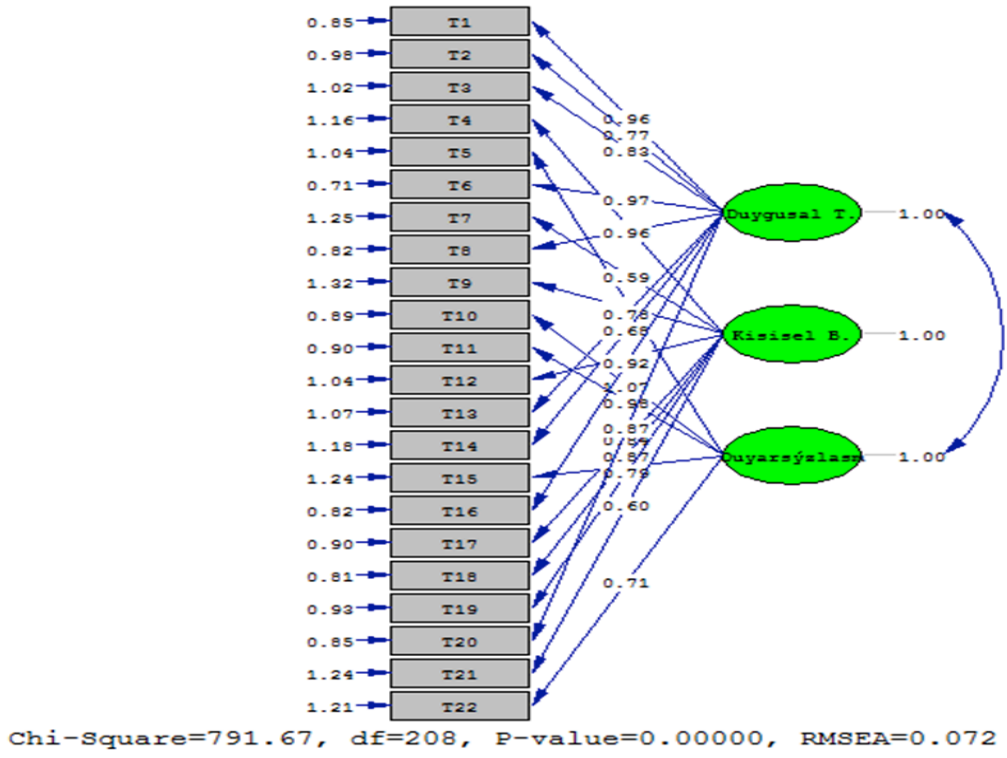 0.85 T1
0.98 T2
1.02 T3
1.16 T4
1.04 T5
0.71 T6
1.25 T7
0.82 T8
1.32 T9
0.89 T10
0.90 T11
1.04 T12
1.07 T13
1.18 T14
1.24 T15
0.82 T16
0.90 T17
0.81 T18
0.93 T19
0.85 T20
1.24 T21
1.21 T22
0.96
0.77
0.83
0.97
0.96
0.59
0.78
0.68
0.92
1.07
0.98
0.87
0.87
0.79
0.60
0.71
Duygusal T. 1.00
Kisisel B. 1.00
Duyarsýzlasm 1.00
Chi-Square=791.67, df=208, P-value=0.00000, RMSEA=0.072